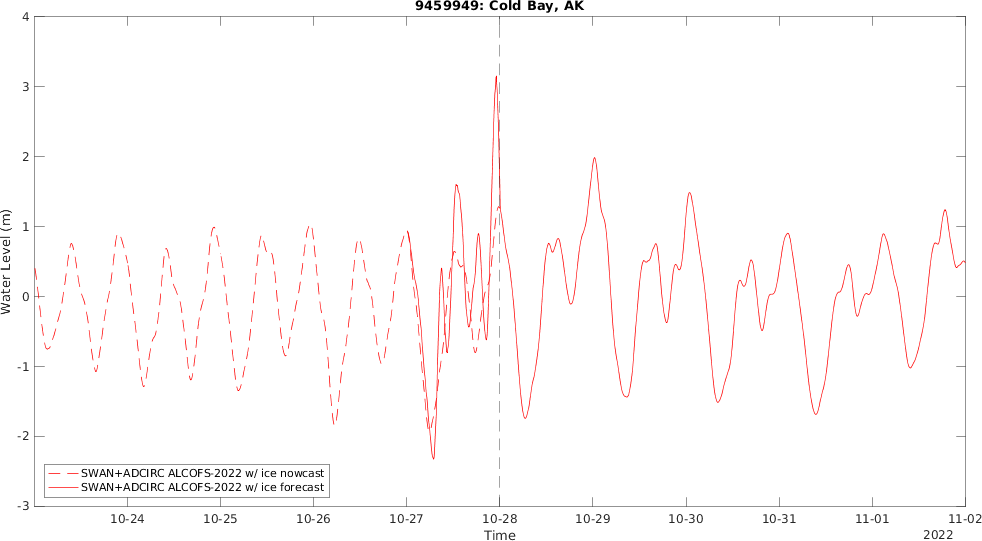 9459949: Cold Bay, AK
4
3
2
1
0
-1
-2
-3
Water Level (m)
SWAN+ADCIRC ALCOFS-2022 w/ ice nowcast
SWAN+ADCIRC ALCOFS-2022 w/ ice forecast
10-24 10-25 10-26 10-27 10-28 10-29 10-30 10-31 11-01 11-02
Time
2022